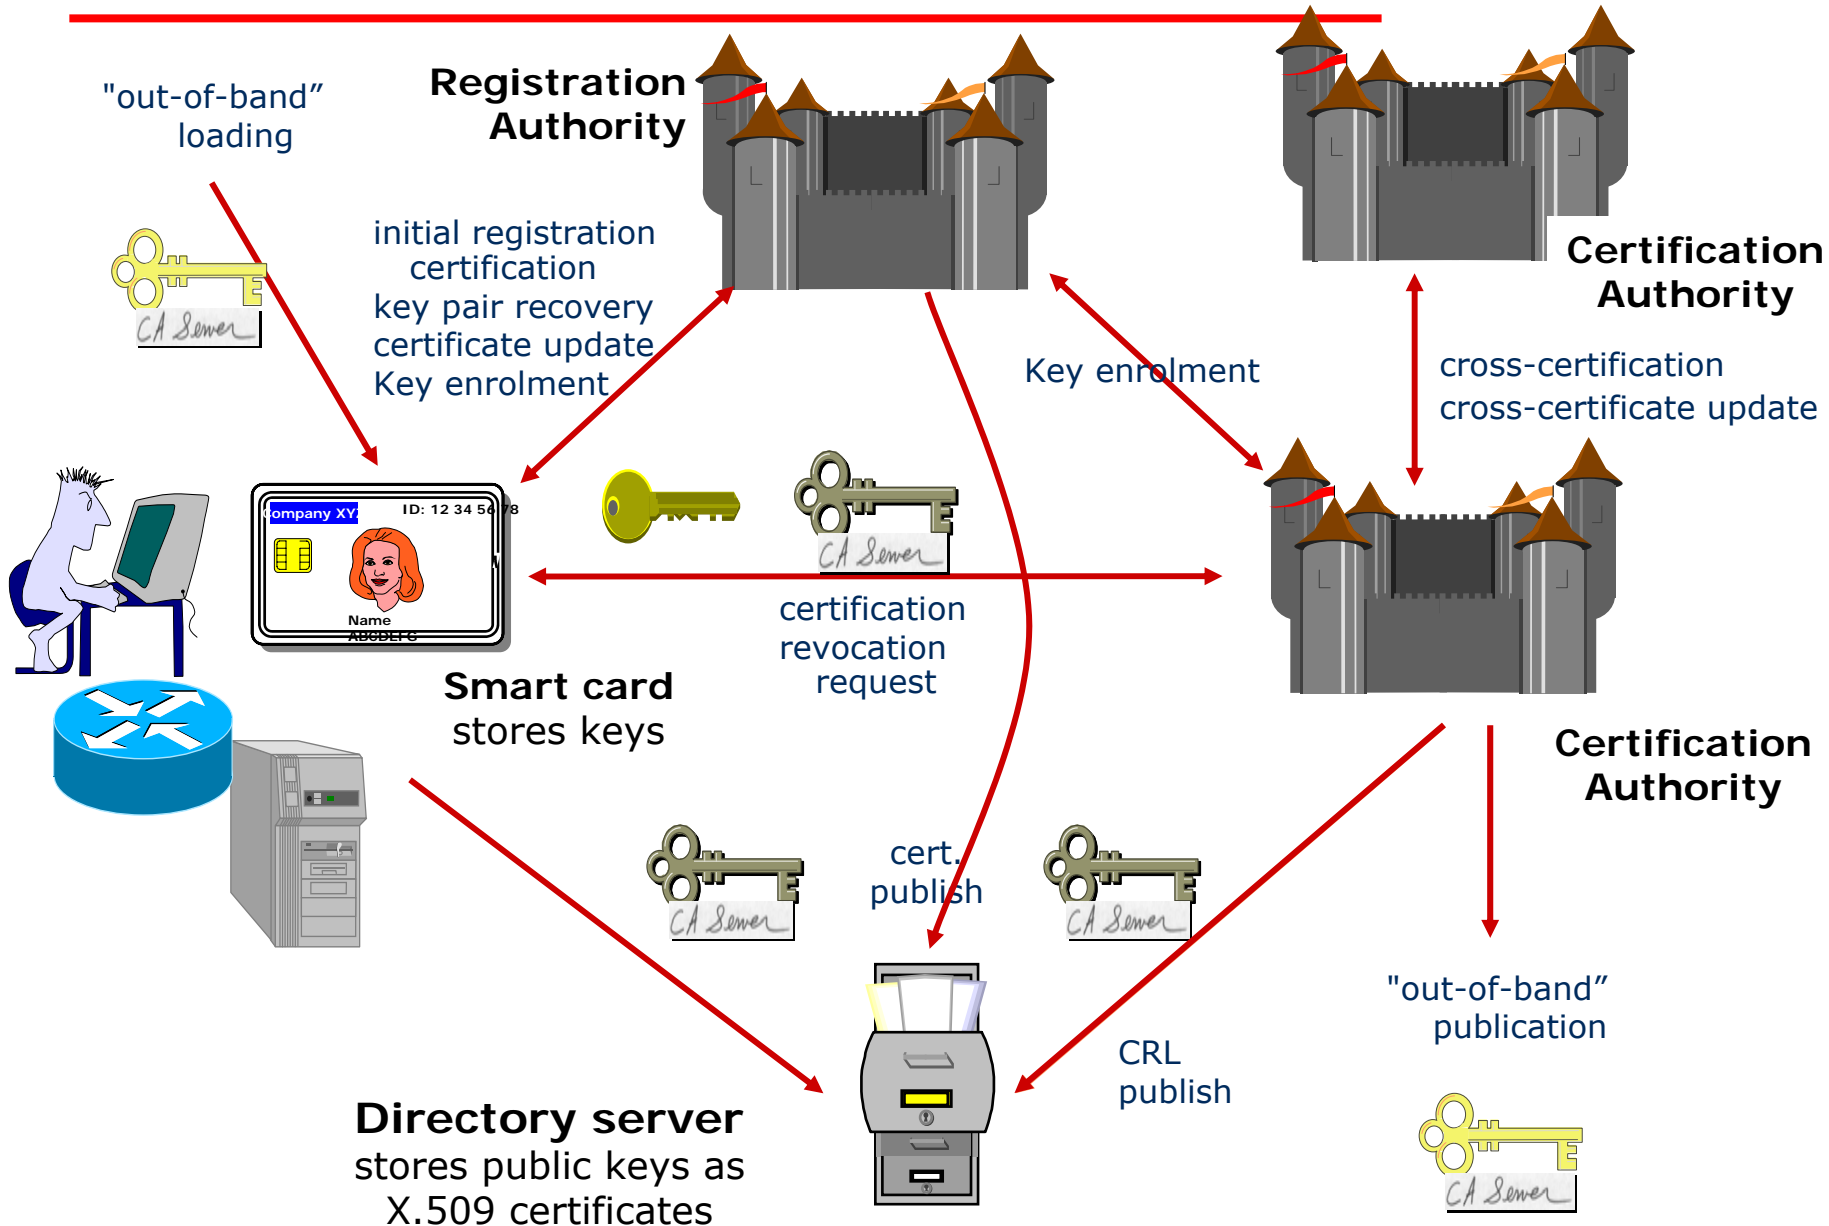 Registration
Authority
"out-of-band”
loading
initial registration
certification
key pair recovery
certificate update
Key enrolment
CA Server
Certification
Authority
Key enrolment
cross-certification
cross-certificate update
Company XYZ
ID: 12 34 56 78
Name
ABCDEFG
CA Server
certification
revocation
request
Smart card
stores keys
Certification
Authority
cert.
publish
CA Server
CA Server
"out-of-band”
publication
CRL
publish
Directory server
stores public keys as
X.509 certificates
CA Server